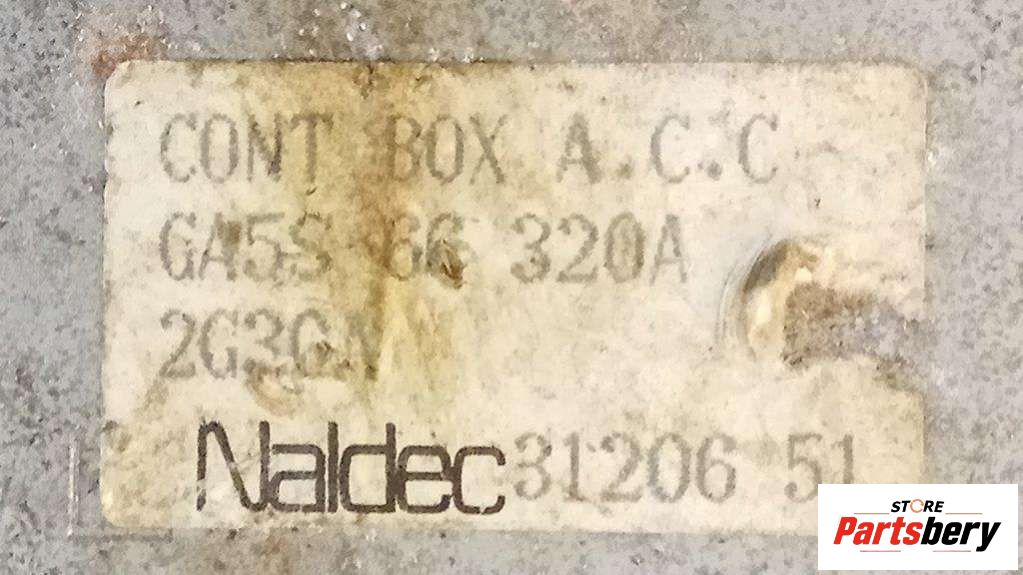 CONT BOX A.C.C
GA5S 66 320A
Naldec 31206 51
STORE
Partsbery